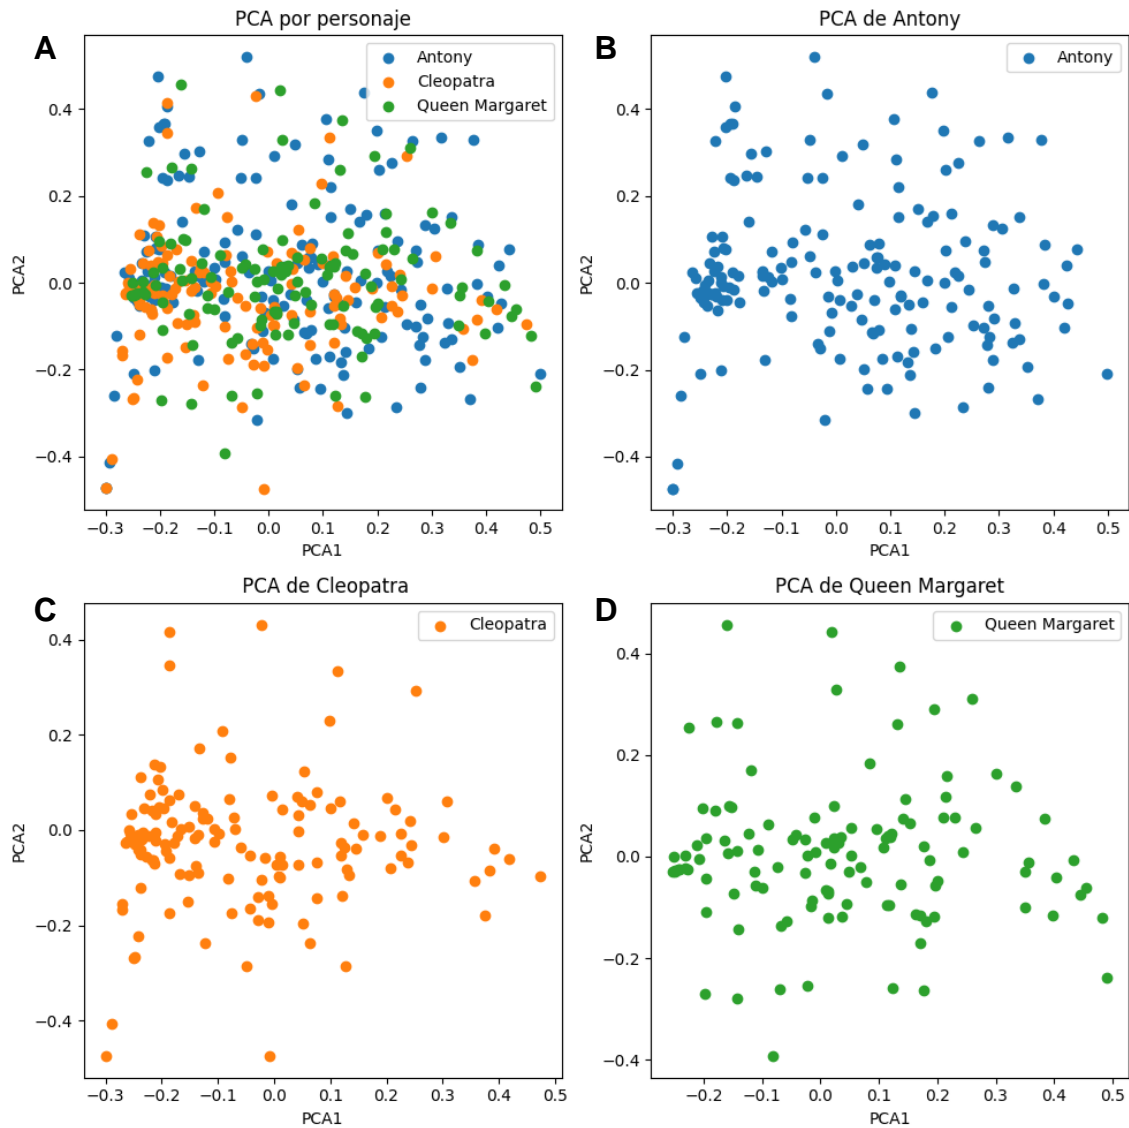 A
PCA por personaje
Antony
Cleopatra
Queen Margaret
PCA2
0.4
0.2
0.0
−0.2
−0.4
−0.3 −0.2 −0.1 0.0 0.1 0.2 0.3 0.4 0.5
PCA1
B
PCA de Antony
Antony
PCA2
0.4
0.2
0.0
−0.2
−0.4
−0.3 −0.2 −0.1 0.0 0.1 0.2 0.3 0.4 0.5
PCA1
C
PCA de Cleopatra
Cleopatra
PCA2
0.4
0.2
0.0
−0.2
−0.4
−0.3 −0.2 −0.1 0.0 0.1 0.2 0.3 0.4 0.5
PCA1
D
PCA de Queen Margaret
Queen Margaret
PCA2
0.4
0.2
0.0
−0.2
−0.4
−0.2 −0.1 0.0 0.1 0.2 0.3 0.4 0.5
PCA1